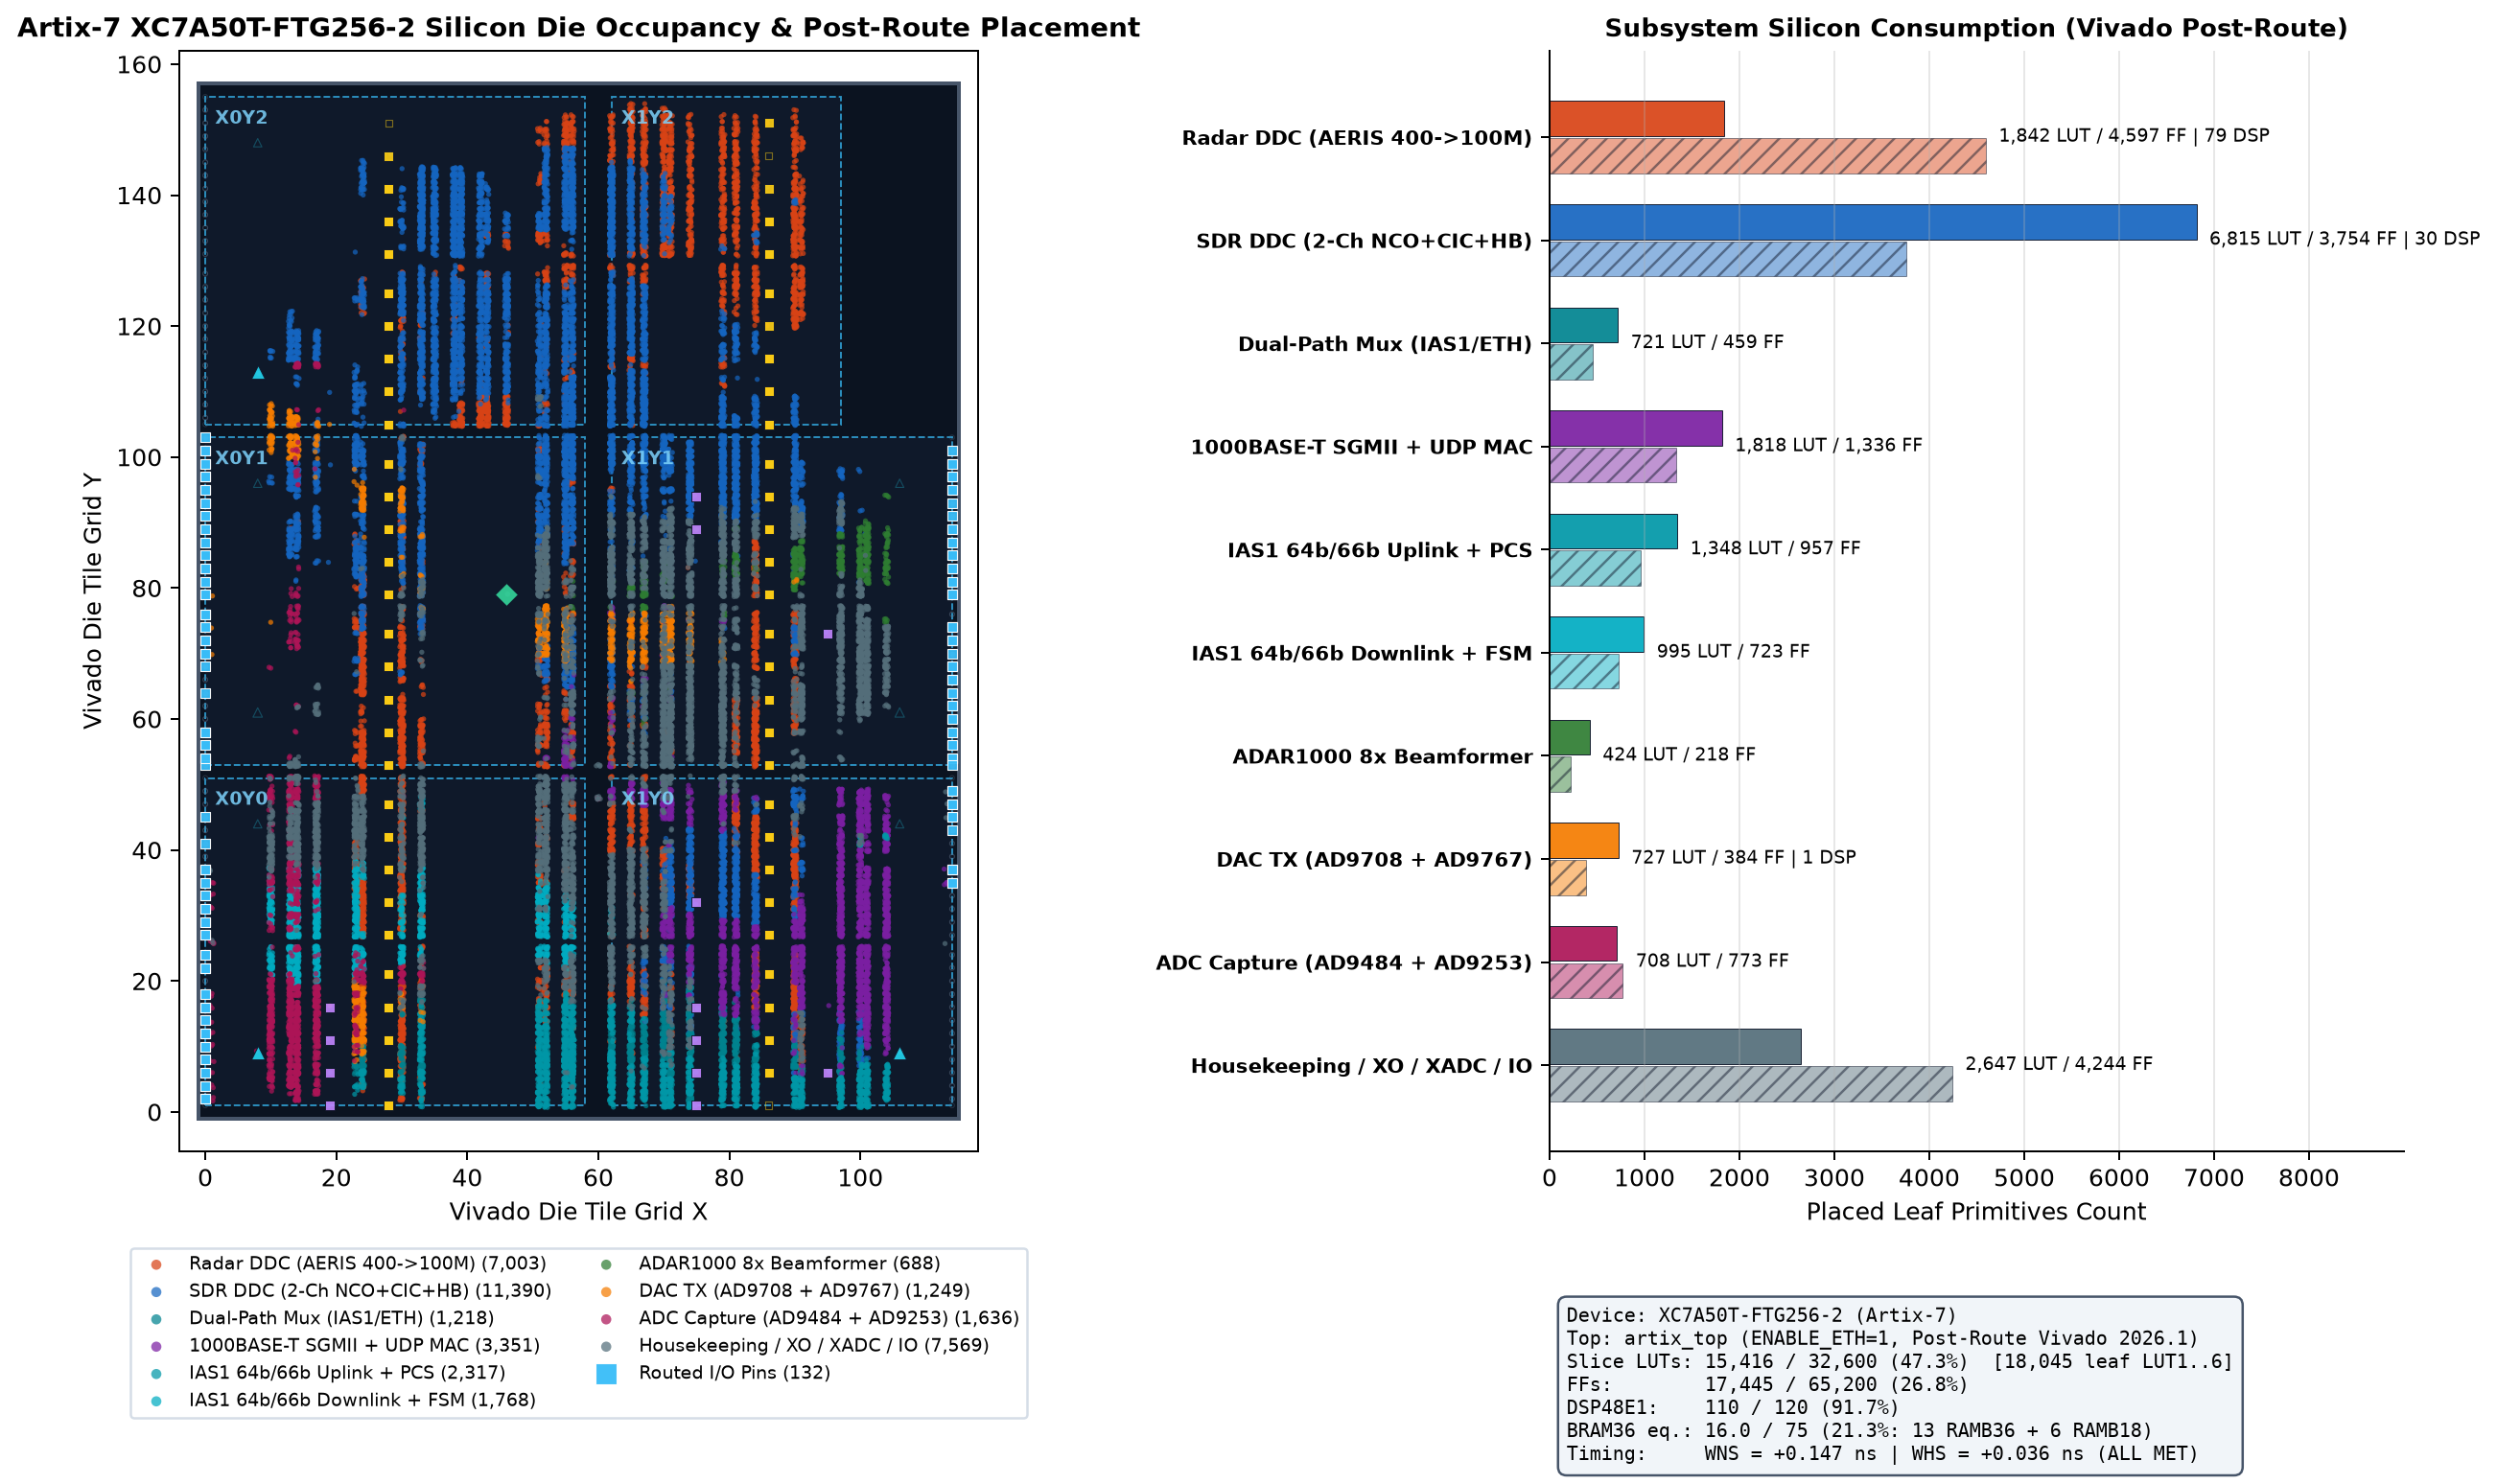 Artix-7 XC7A50T-FTG256-2 Silicon Die Occupancy & Post-Route Placement
160
140
120
100
80
60
40
20
0
Vivado Die Tile Grid Y
X0Y2
X1Y2
X0Y1
X1Y1
X0Y0
X1Y0
0
20
40
60
80
100
Vivado Die Tile Grid X
Radar DDC (AERIS 400->100M) (7,003)
SDR DDC (2-Ch NCO+CIC+HB) (11,390)
Dual-Path Mux (IAS1/ETH) (1,218)
1000BASE-T SGMII + UDP MAC (3,351)
IAS1 64b/66b Uplink + PCS (2,317)
IAS1 64b/66b Downlink + FSM (1,768)
ADAR1000 8x Beamformer (688)
DAC TX (AD9708 + AD9767) (1,249)
ADC Capture (AD9484 + AD9253) (1,636)
Housekeeping / XO / XADC / IO (7,569)
Routed I/O Pins (132)
Subsystem Silicon Consumption (Vivado Post-Route)
Radar DDC (AERIS 400->100M)
1,842 LUT / 4,597 FF | 79 DSP
SDR DDC (2-Ch NCO+CIC+HB)
6,815 LUT / 3,754 FF | 30 DSP
Dual-Path Mux (IAS1/ETH)
721 LUT / 459 FF
1000BASE-T SGMII + UDP MAC
1,818 LUT / 1,336 FF
IAS1 64b/66b Uplink + PCS
1,348 LUT / 957 FF
IAS1 64b/66b Downlink + FSM
995 LUT / 723 FF
ADAR1000 8x Beamformer
424 LUT / 218 FF
DAC TX (AD9708 + AD9767)
727 LUT / 384 FF | 1 DSP
ADC Capture (AD9484 + AD9253)
708 LUT / 773 FF
Housekeeping / XO / XADC / IO
2,647 LUT / 4,244 FF
0
1000
2000
3000
4000
5000
6000
7000
8000
Placed Leaf Primitives Count
Device: XC7A50T-FTG256-2 (Artix-7)
Top: artix_top (ENABLE_ETH=1, Post-Route Vivado 2026.1)
Slice LUTs: 15,416 / 32,600 (47.3%)  [18,045 leaf LUT1..6]
FFs:        17,445 / 65,200 (26.8%)
DSP48E1:    110 / 120 (91.7%)
BRAM36 eq.: 16.0 / 75 (21.3%: 13 RAMB36 + 6 RAMB18)
Timing:     WNS = +0.147 ns | WHS = +0.036 ns (ALL MET)